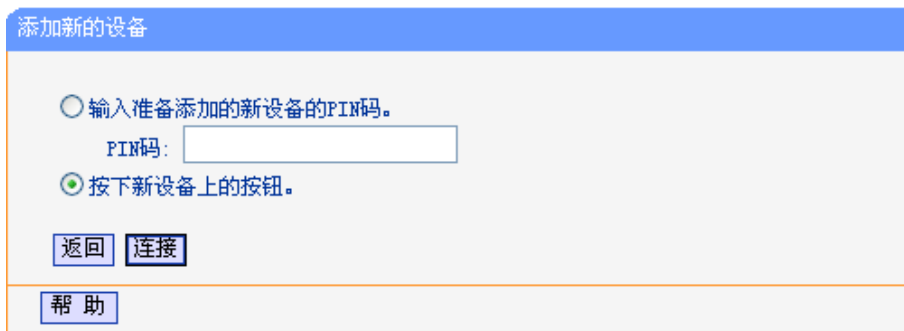 添加新的设备
输入准备添加的新设备的PIN码。
PIN码:
按下新设备上的按钮。
返回 连接
帮 助